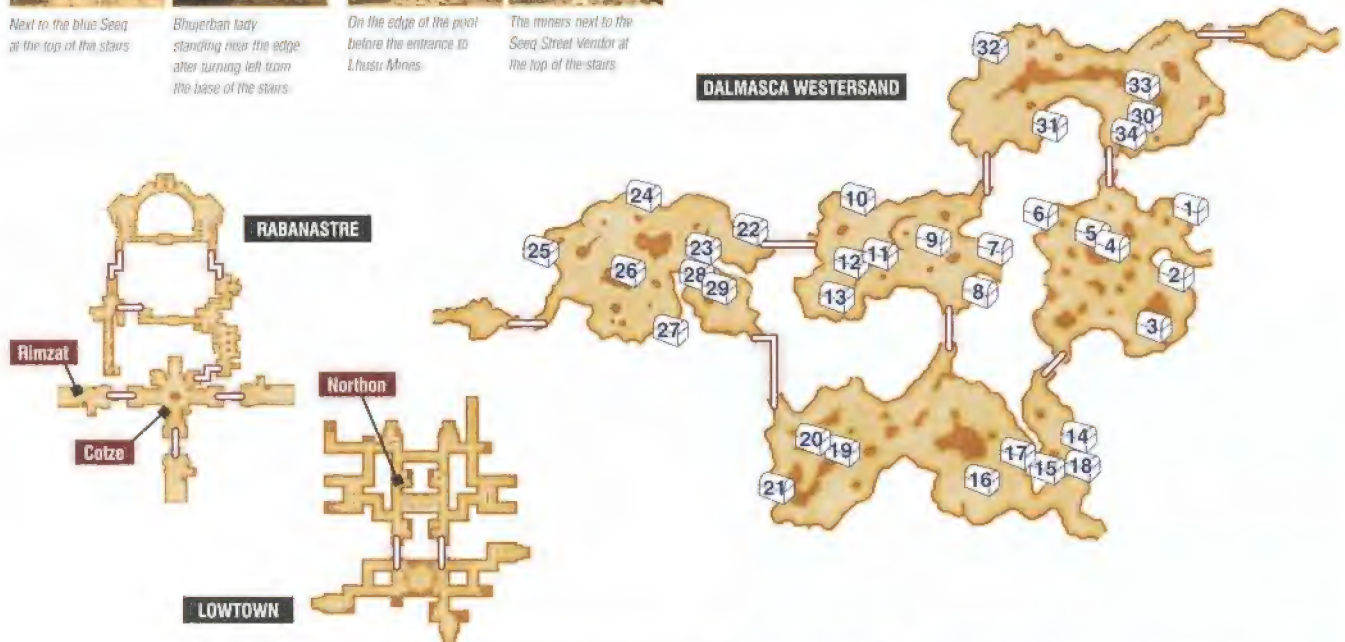 Next to the blue Seeq
at the top of the stairs
Bhujerban lady
standing near the edge
after turning left from
the base of the stairs
On the edge of the pool
before the entrance to
Lhusu Mines
The miners next to the
Seeq Street Vendor at
the top of the stairs
DALMASCA WESTERSAND
32
33
30
31
34
24
10
6
1
RABANASTRE
25
22
23
5
4
9
7
12
11
2
26
28
29
13
8
27
3
Rimzat
Northon
Cotze
20
19
14
17
15
18
21
16
LOWTOWN